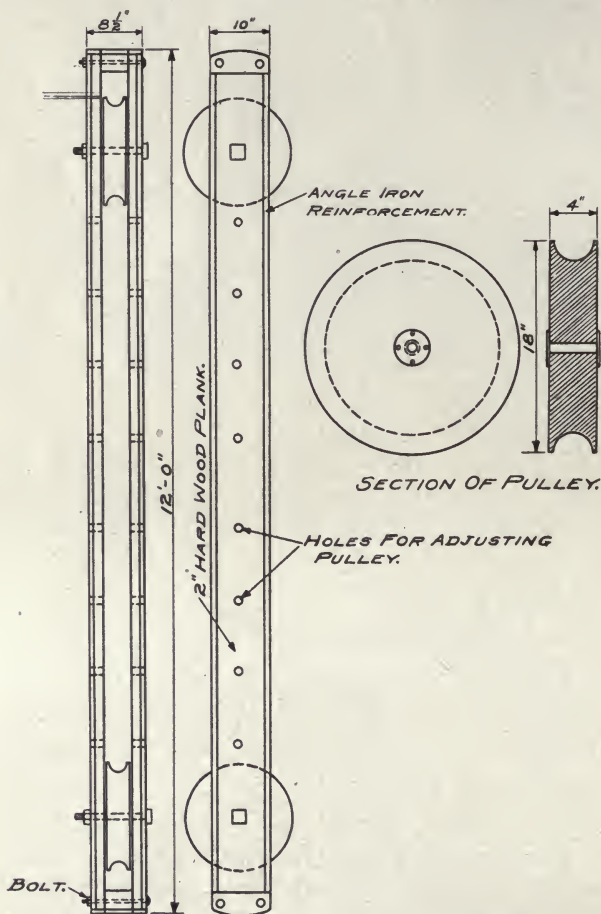 8 1/2"
10"
ANGLE IRON
REINFORCEMENT.
4"
18"
12'-0"
2" HARD WOOD PLANK.
SECTION OF PULLEY.
HOLES FOR ADJUSTING
PULLEY.
BOLT.